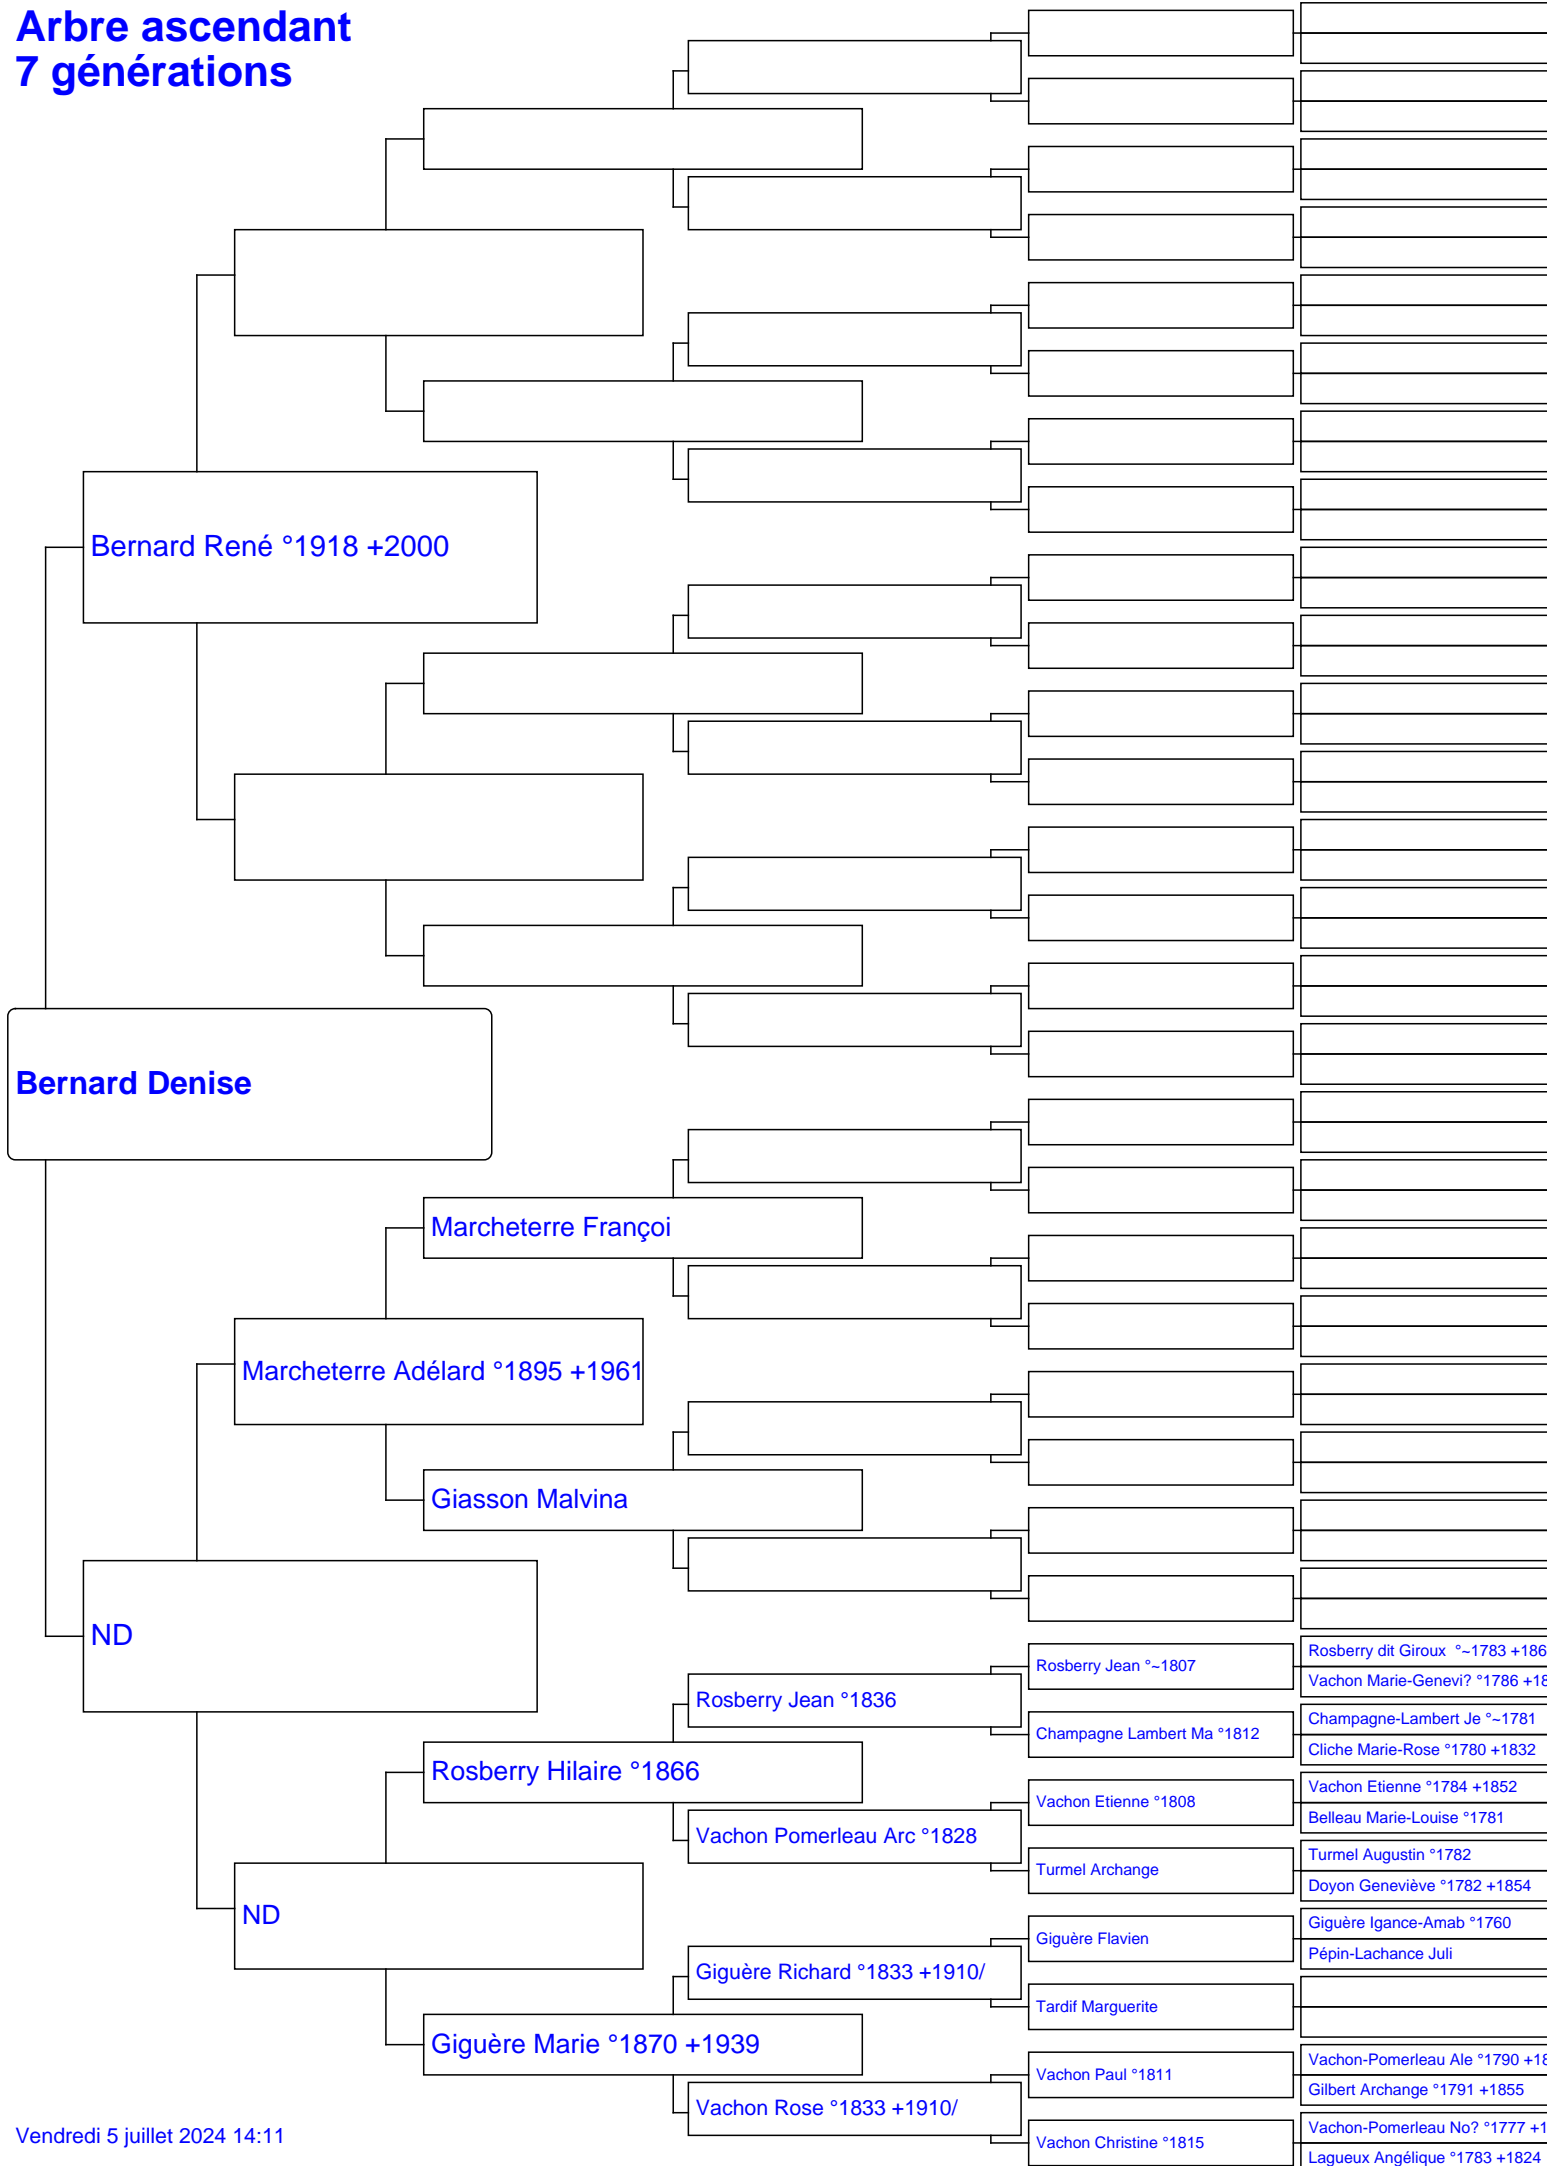 Arbre ascendant
7 générations
Bernard René °1918 +2000
Bernard Denise
Marcheterre Françoi
Marcheterre Adélard °1895 +1961
Giasson Malvina
ND
Rosberry Jean °~1807
Rosberry dit Giroux °~1783 +186
Vachon Marie-Genevi? °1786 +18
Rosberry Jean °1836
Champagne Lambert Ma °1812
Champagne-Lambert Je °~1781
Cliche Marie-Rose °1780 +1832
Rosberry Hilaire °1866
Vachon Etienne °1808
Vachon Etienne °1784 +1852
Belleau Marie-Louise °1781
Vachon Pomerleau Arc °1828
Turmel Archange
Turmel Augustin °1782
Doyon Geneviève °1782 +1854
ND
Giguère Flavien
Giguère Igance-Amab °1760
Pépin-Lachance Juli
Giguère Richard °1833 +1910/
Tardif Marguerite
Giguère Marie °1870 +1939
Vachon Paul °1811
Vachon-Pomerleau Ale °1790 +18
Gilbert Archange °1791 +1855
Vachon Rose °1833 +1910/
Vachon Christine °1815
Vachon-Pomerleau No? °1777 +1
Lagueux Angélique °1783 +1824
Vendredi 5 juillet 2024 14:11